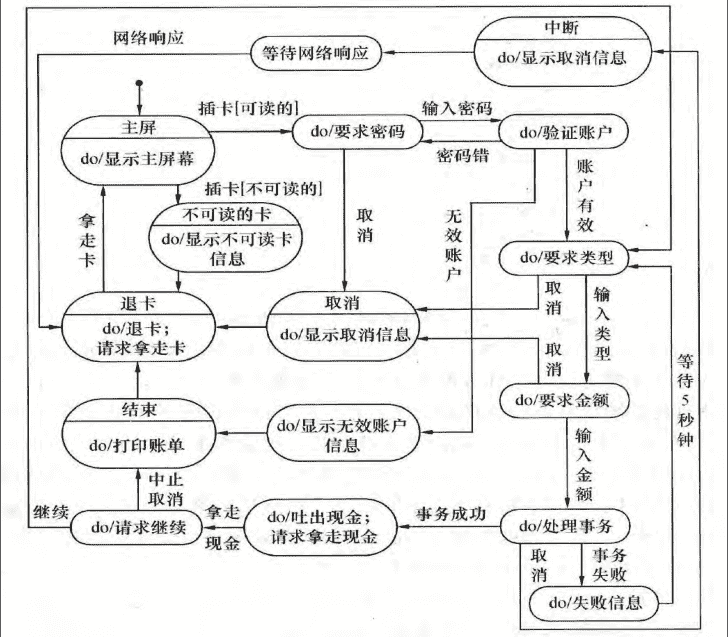 网络响应
等待网络响应
中断
do/显示取消信息
主屏
do/显示主屏幕
插卡[可读的]
do/要求密码
输入密码
密码错
do/验证账户
插卡[不可读的]
不可读的卡
do/显示不可读卡
信息
拿走卡
取消
无效账户
账户有效
do/要求类型
退卡
do/退卡;
请求拿走卡
取消
do/显示取消信息
取消
输入类型
取消
do/要求金额
等待5秒钟
结束
do/打印账单
do/显示无效账户
信息
输入金额
中止
取消
继续
do/请求继续
拿走
现金
do/吐出现金;
请求拿走现金
事务成功
do/处理事务
取消
事务
失败
do/失败信息